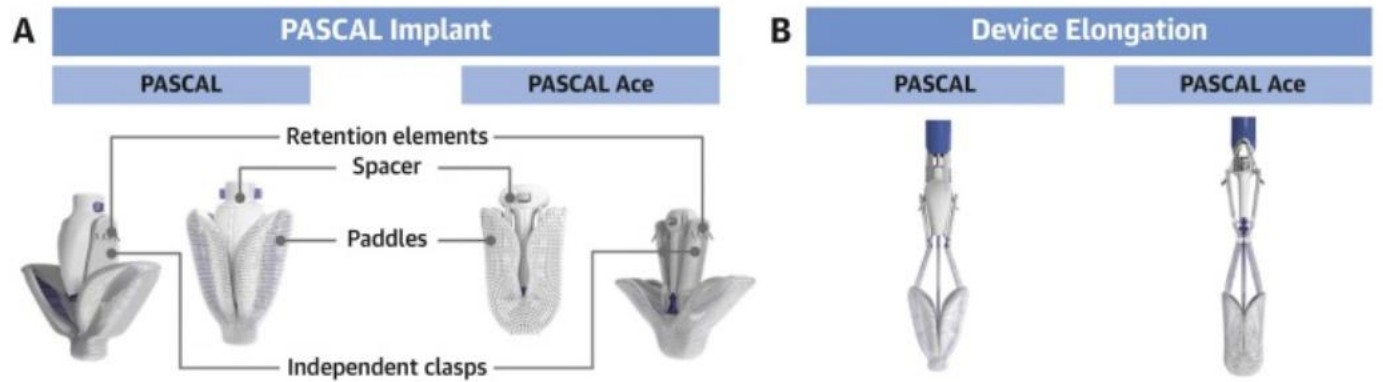 A
PASCAL Implant
PASCAL
PASCAL Ace
Retention elements
Spacer
Paddles
Independent clasps
B
Device Elongation
PASCAL
PASCAL Ace